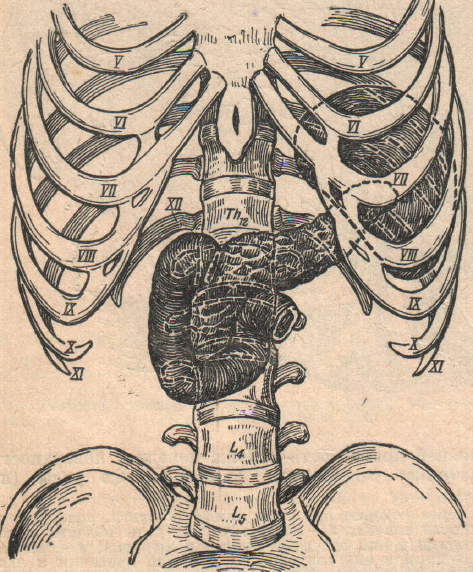 V V
VI VI
VII VII
XII
Th12
VIII VIII
IX IX
X X
XI XI
L4
L5